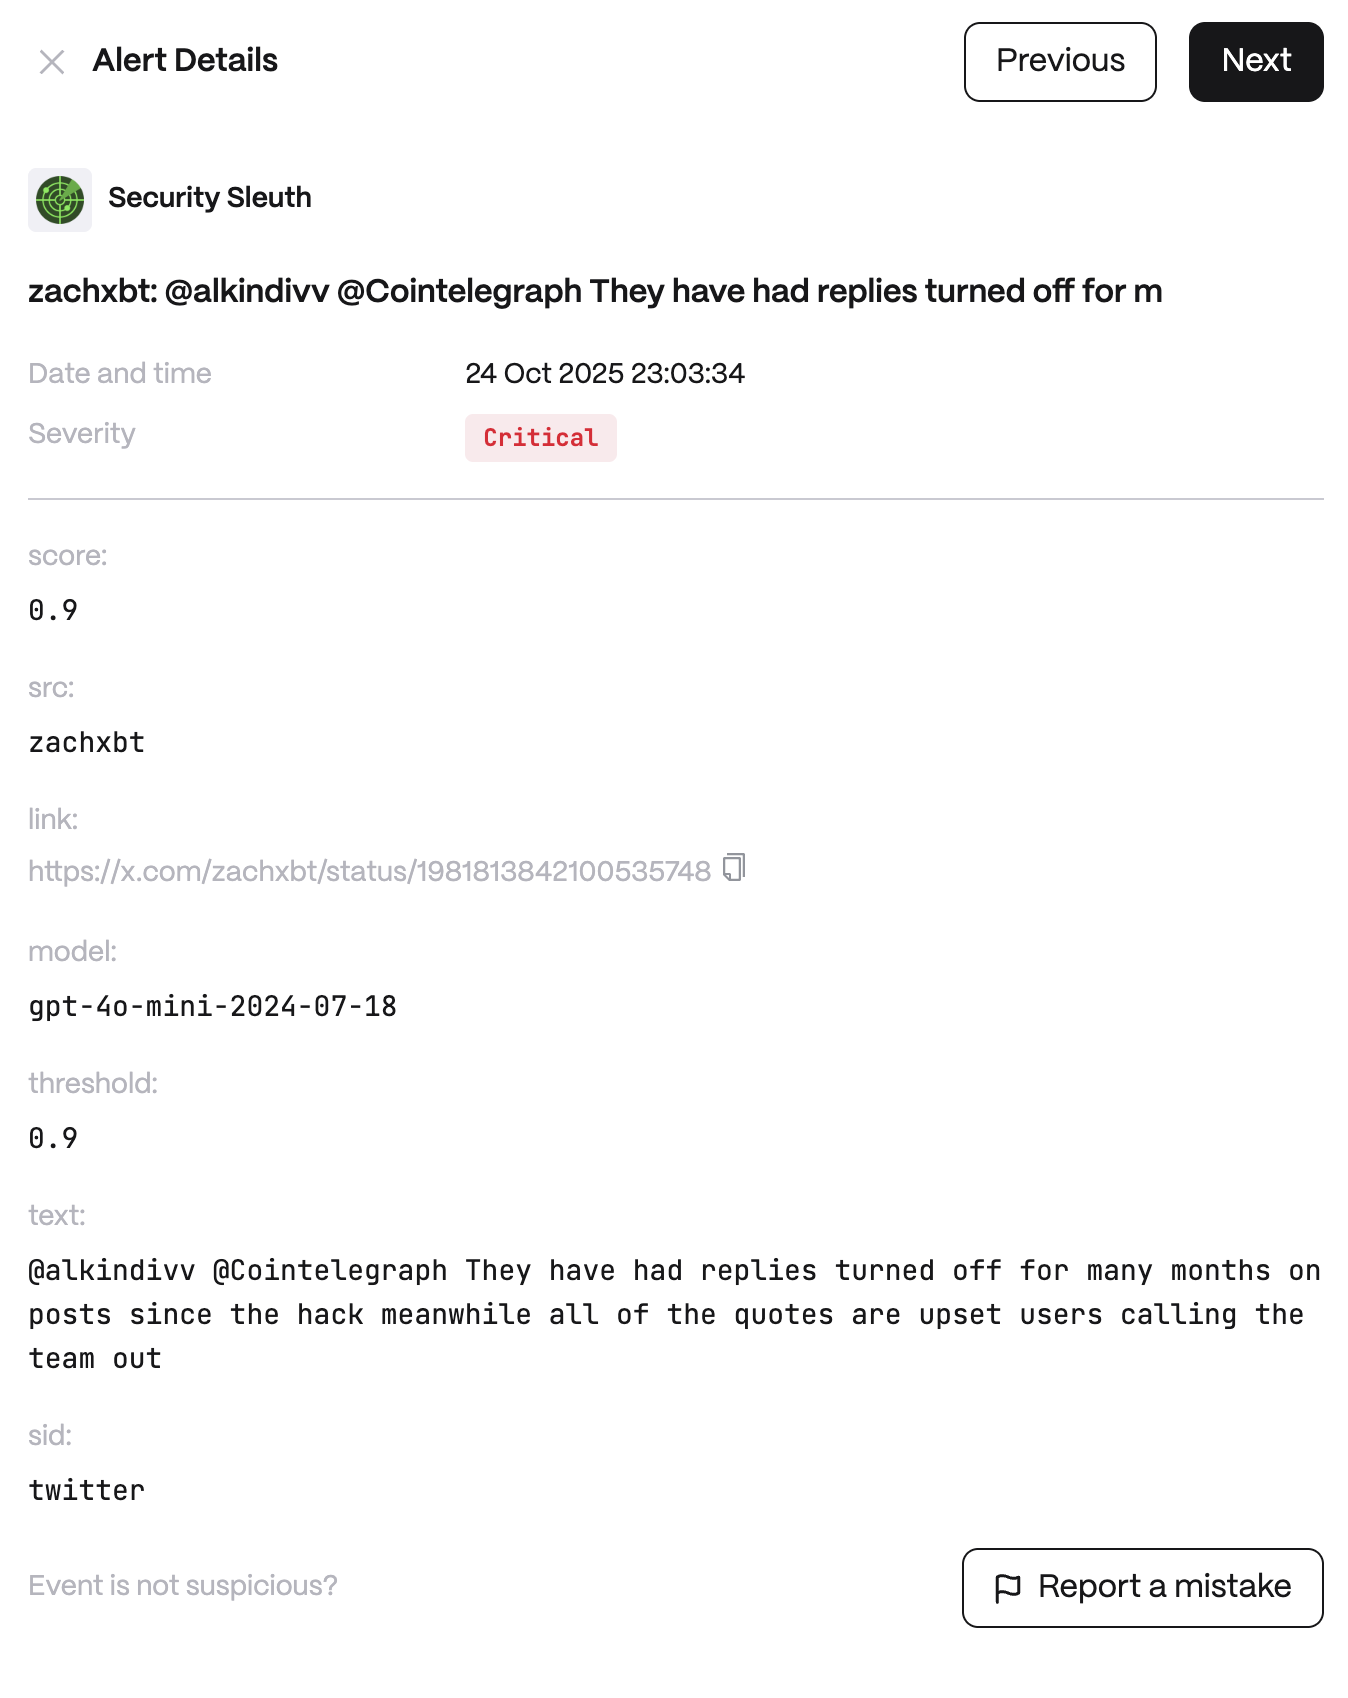 Alert Details
Previous
Next
Security Sleuth
zachxbt: @alkindivv @Cointelegraph They have had replies turned off for m
Date and time
24 Oct 2025 23:03:34
Severity
Critical
score:
0.9
src:
zachxbt
link:
https://x.com/zachxbt/status/1981813842100535748
model:
gpt-4o-mini-2024-07-18
threshold:
0.9
text:
@alkindivv @Cointelegraph They have had replies turned off for many months on
posts since the hack meanwhile all of the quotes are upset users calling the
team out
sid:
twitter
Event is not suspicious?
Report a mistake